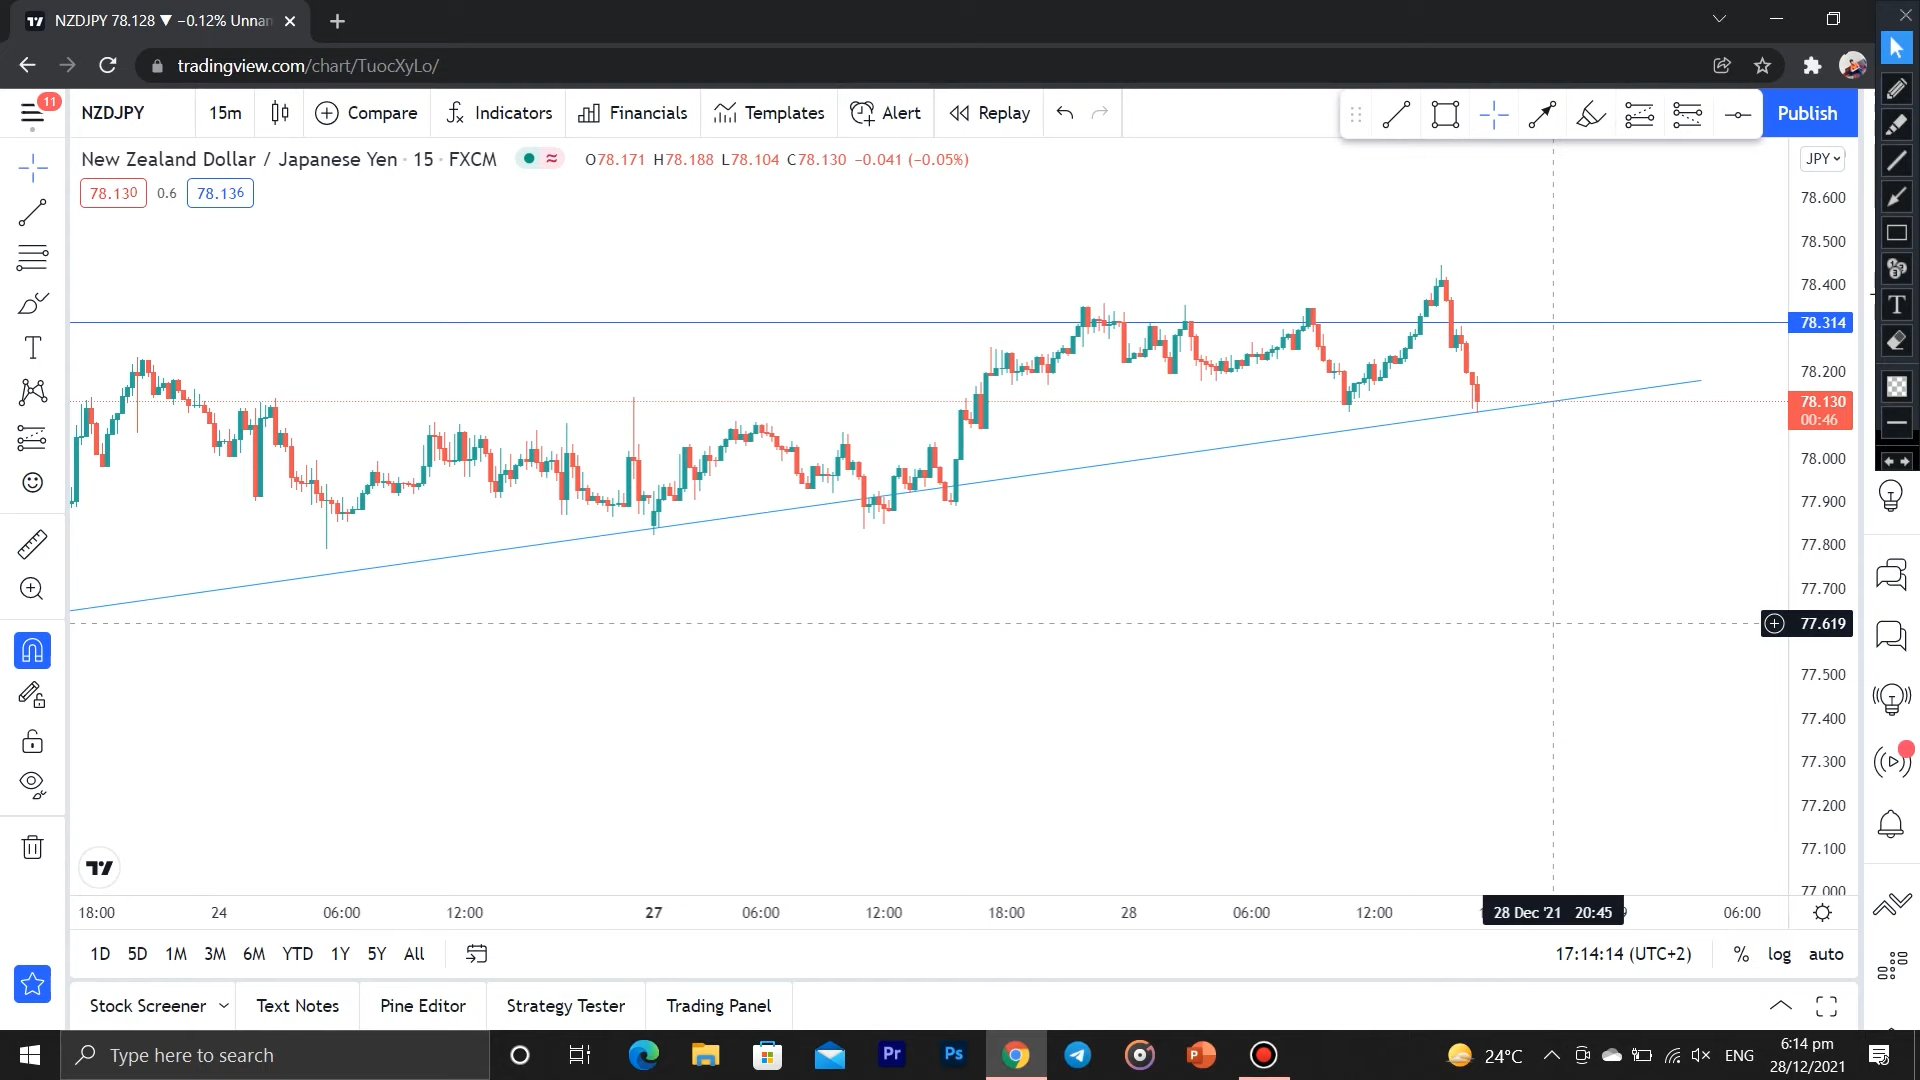 NZDJPY 78.128 ▼ −0.12% Unnan
tradingview.com/chart/TuocXyLo/
11
NZDJPY 15m Compare Indicators Financials Templates Alert Replay Publish
New Zealand Dollar / Japanese Yen · 15 · FXCM O78.171 H78.188 L78.104 C78.130 −0.041 (−0.05%) JPY
78.130 0.6 78.136
78.600
78.500
78.400
78.314
78.200
78.130
00:46
78.000
77.900
77.800
77.700
77.619
77.500
77.400
77.300
77.200
77.100
77.000
18:00 24 06:00 12:00 27 06:00 12:00 18:00 28 06:00 12:00 28 Dec '21 20:45 06:00
1D 5D 1M 3M 6M YTD 1Y 5Y All 17:14:14 (UTC+2) % log auto
Stock Screener Text Notes Pine Editor Strategy Tester Trading Panel
Type here to search Pr Ps 24°C ENG 6:14 pm
28/12/2021